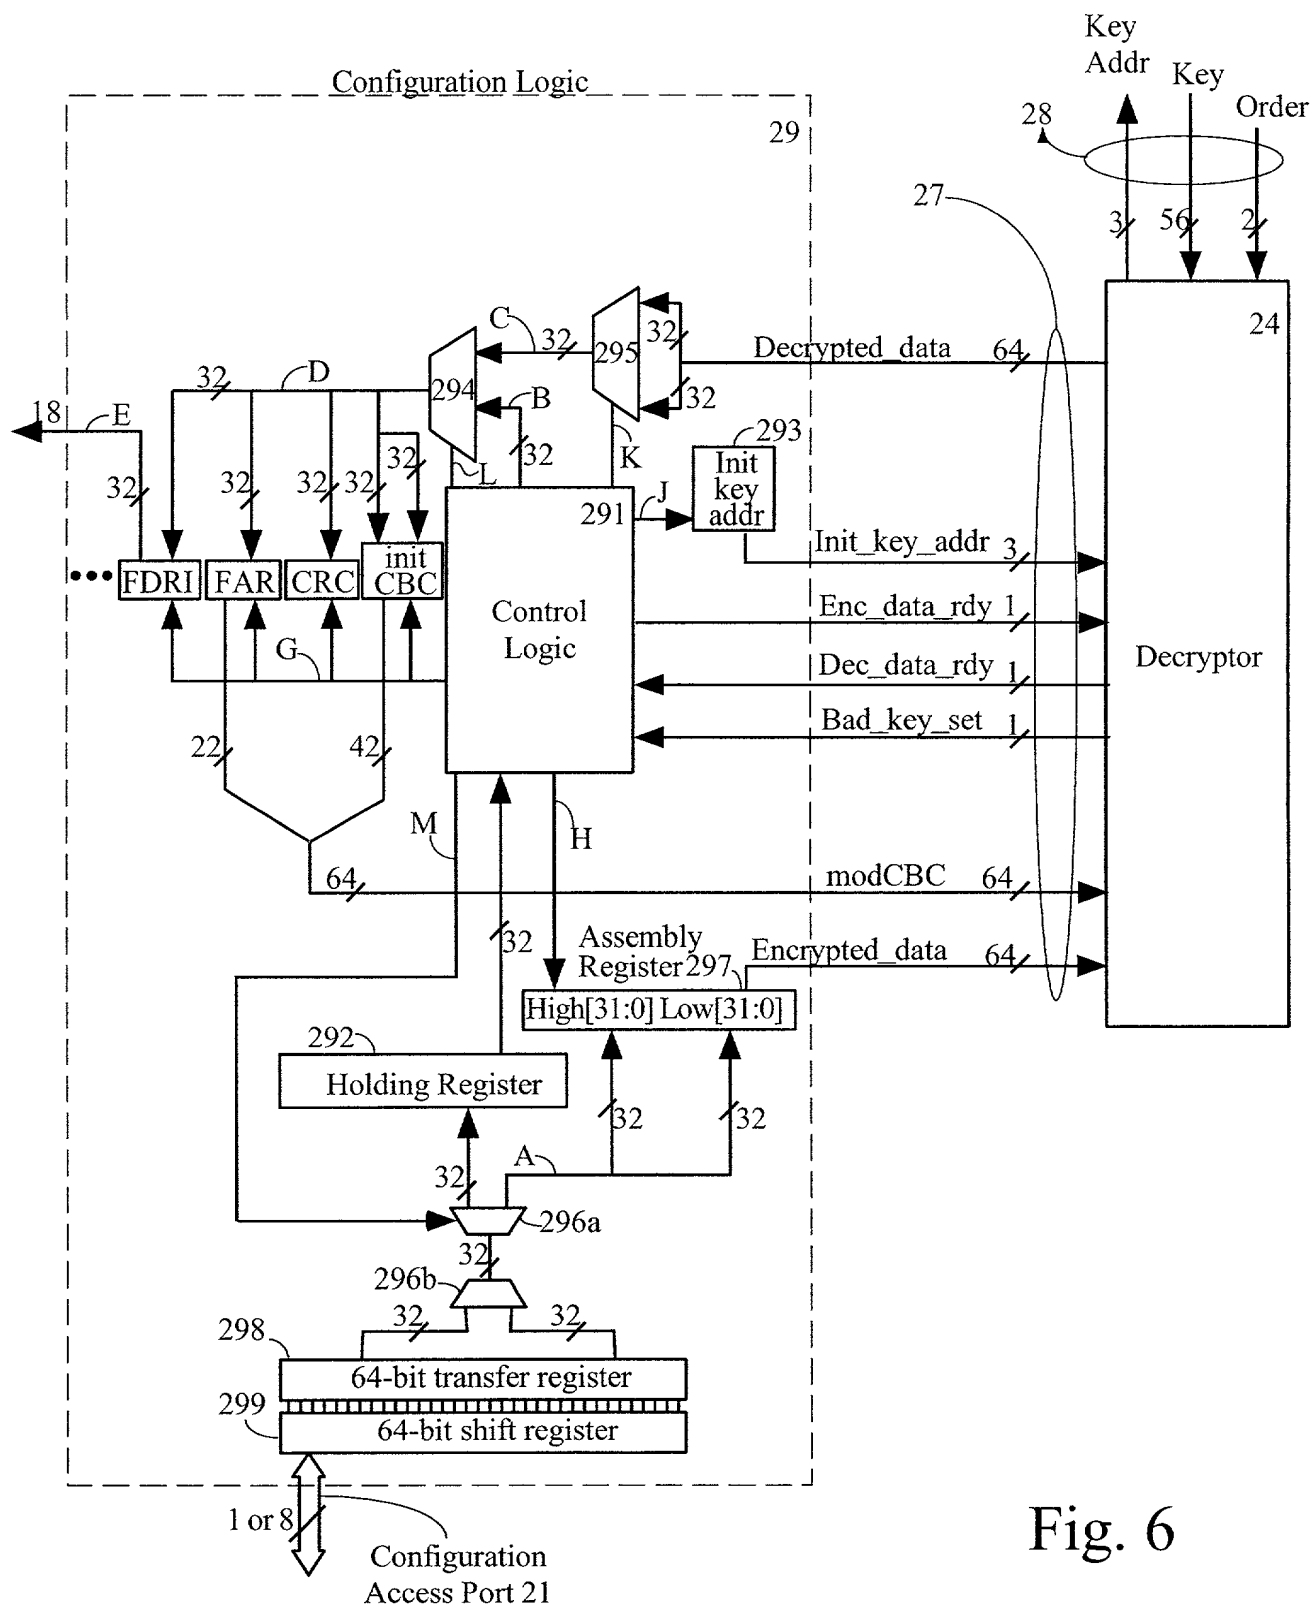 Key
Addr
Key
Order
Configuration Logic
29
28
27
3
56
2
24
C
32
295
32
Decrypted_data
64
32
D
294
B
32
18
E
L
32
K
293
Init
key
addr
J
291
32
32
32
32
32
Init_key_addr
3
FDRI
FAR
CRC
init
CBC
Enc_data_rdy
1
Control
Logic
G
Dec_data_rdy
1
Decryptor
Bad_key_set
1
22
42
M
H
64
modCBC
64
32
Assembly
Register 297
Encrypted_data
64
High[31:0] Low[31:0]
292
Holding Register
32
32
A
32
296a
32
296b
32
32
298
64-bit transfer register
299
64-bit shift register
1 or 8
Configuration
Access Port 21
Fig. 6